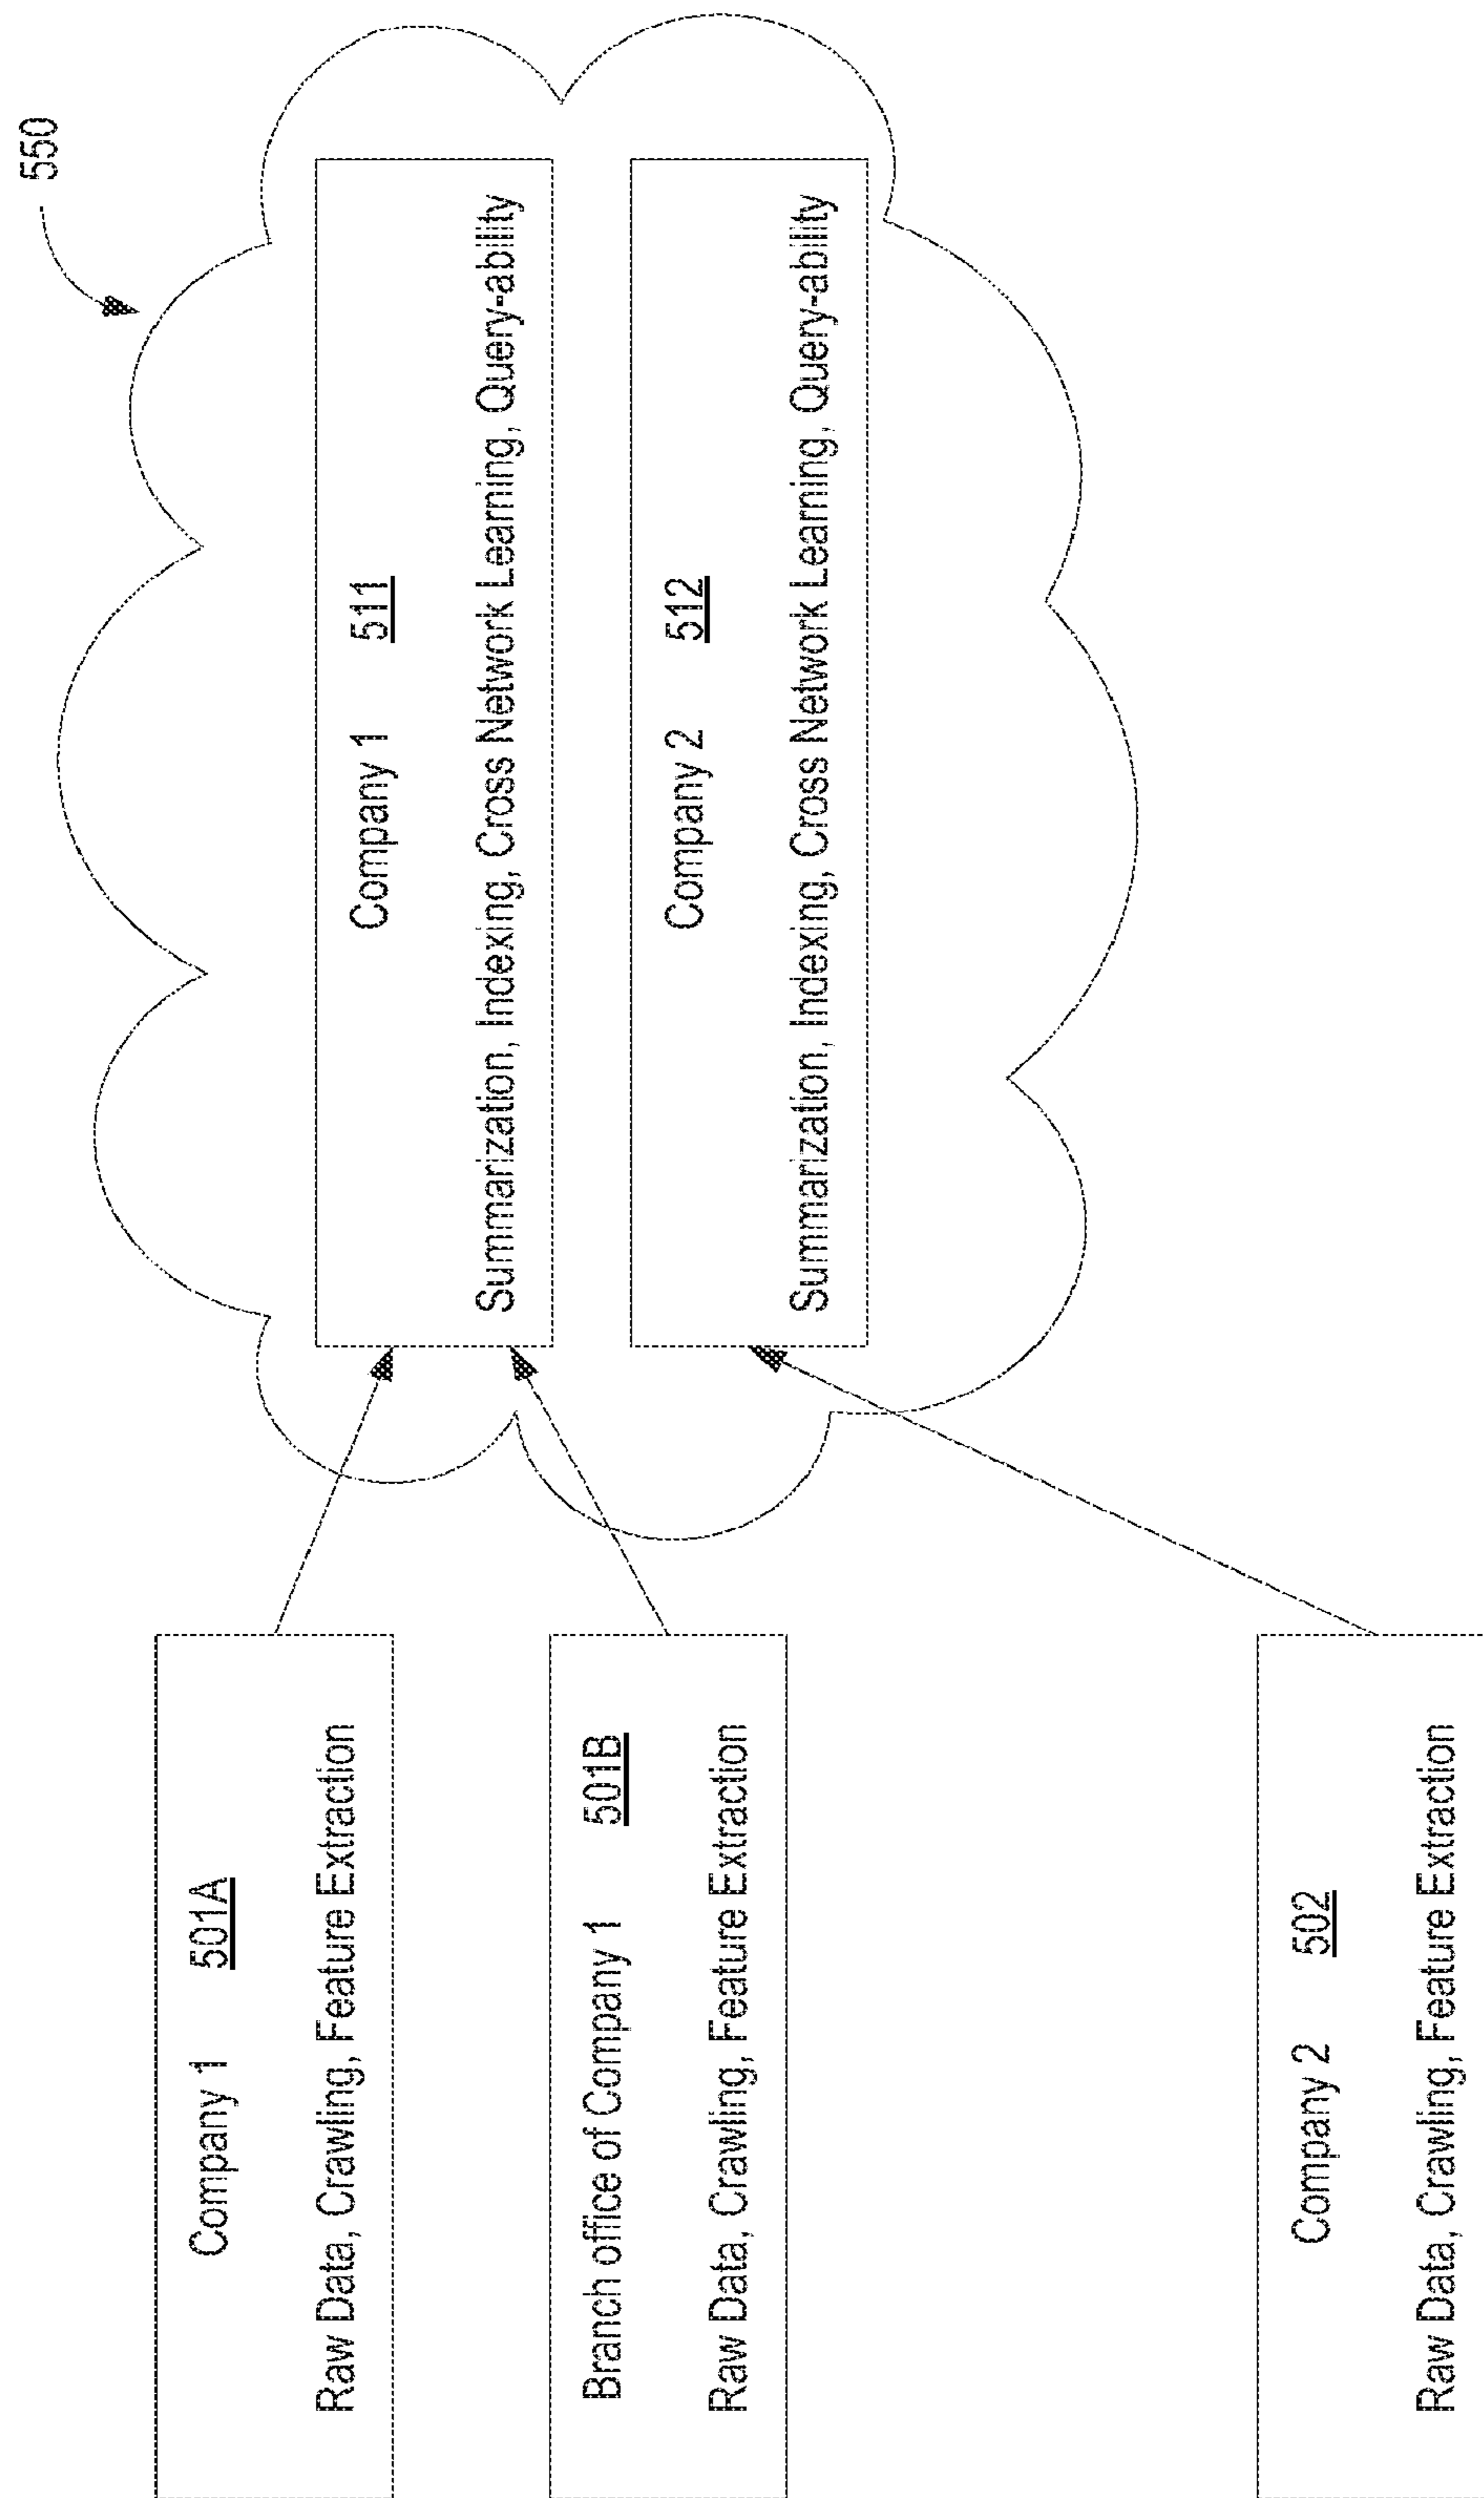 550
Company 1 511
Summarization, Indexing, Cross Network Learning, Query-ability
Company 2 512
Summarization, Indexing, Cross Network Learning, Query-ability
Company 1 501A
Raw Data, Crawling, Feature Extraction
Branch office of Company 1 501B
Raw Data, Crawling, Feature Extraction
Company 2 502
Raw Data, Crawling, Feature Extraction